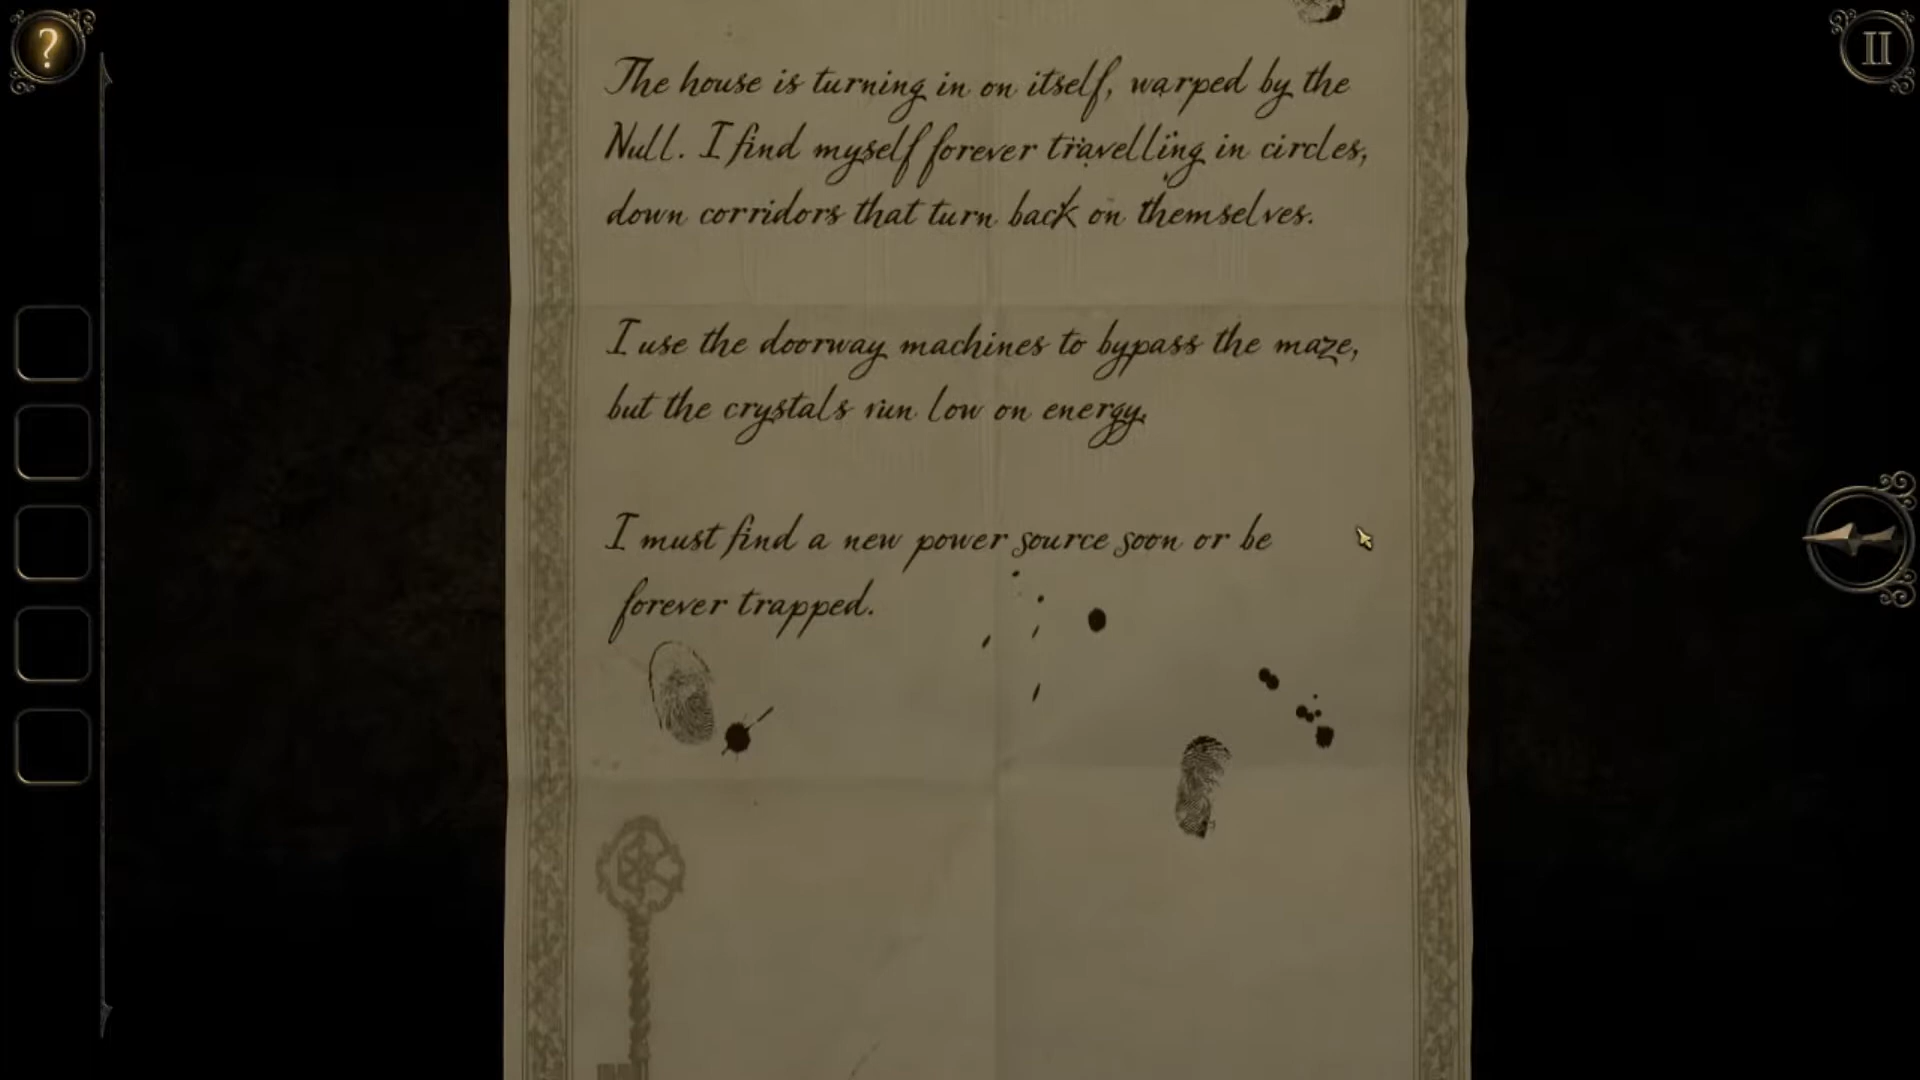 ?
II
The house is turning in on itself, warped by the
Null. I find myself forever travelling in circles,
down corridors that turn back on themselves.
I use the doorway machines to bypass the maze,
but the crystals run low on energy.
I must find a new power source soon or be
forever trapped.